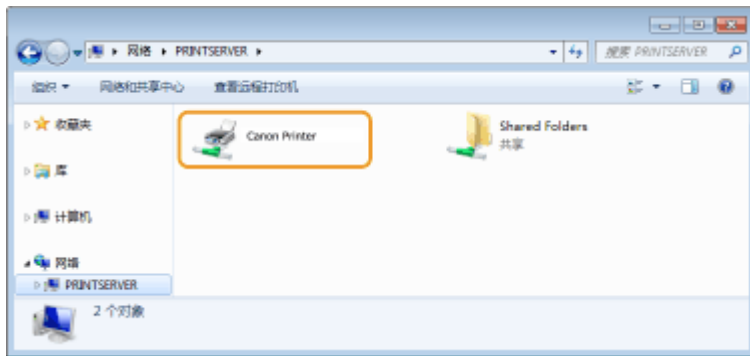 网络 ▸ PRINTSERVER ▸
搜索 PRINTSERVER
组织
网络和共享中心
查看远程打印机
收藏夹
Canon Printer
Shared Folders
共享
库
计算机
网络
PRINTSERVER
2 个对象